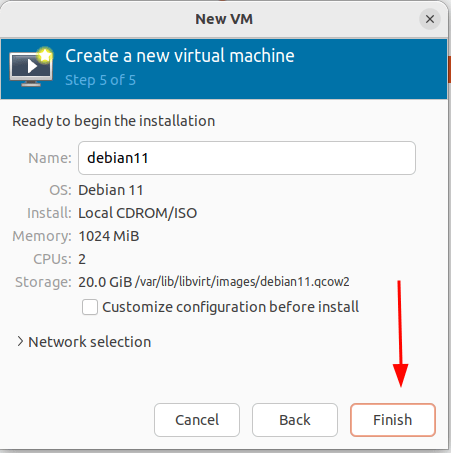 New VM
Create a new virtual machine
Step 5 of 5
Ready to begin the installation
Name: debian11
OS: Debian 11
Install: Local CDROM/ISO
Memory: 1024 MiB
CPUs: 2
Storage: 20.0 GiB /var/lib/libvirt/images/debian11.qcow2
Customize configuration before install
Network selection
Cancel Back Finish